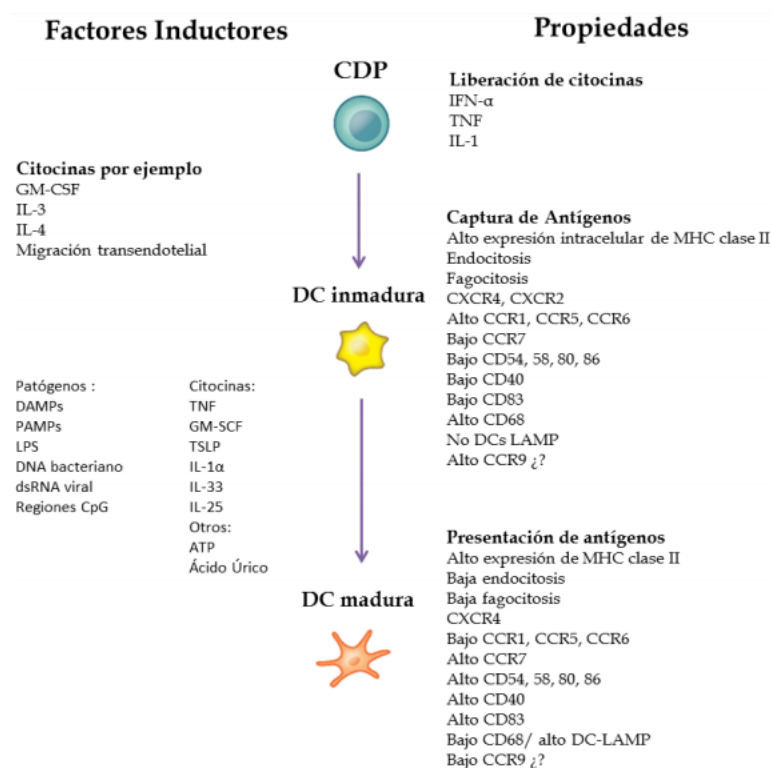 Factores Inductores
Propiedades
CDP
Liberación de citocinas
IFN-α
TNF
IL-1
Citocinas por ejemplo
GM-CSF
IL-3
IL-4
Migración transendotelial
Captura de Antígenos
Alto expresión intracelular de MHC clase II
Endocitosis
Fagocitosis
CXCR4, CXCR2
Alto CCR1, CCR5, CCR6
Bajo CCR7
Bajo CD54, 58, 80, 86
Bajo CD40
Bajo CD83
Alto CD68
No DCs LAMP
Alto CCR9 ¿?
DC inmadura
Patógenos :
DAMPs
PAMPs
LPS
DNA bacteriano
dsRNA viral
Regiones CpG
Citocinas:
TNF
GM-SCF
TSLP
IL-1α
IL-33
IL-25
Otros:
ATP
Ácido Úrico
DC madura
Presentación de antígenos
Alto expresión de MHC clase II
Baja endocitosis
Baja fagocitosis
CXCR4
Bajo CCR1, CCR5, CCR6
Alto CCR7
Alto CD54, 58, 80, 86
Alto CD40
Alto CD83
Bajo CD68/ alto DC-LAMP
Bajo CCR9 ¿?